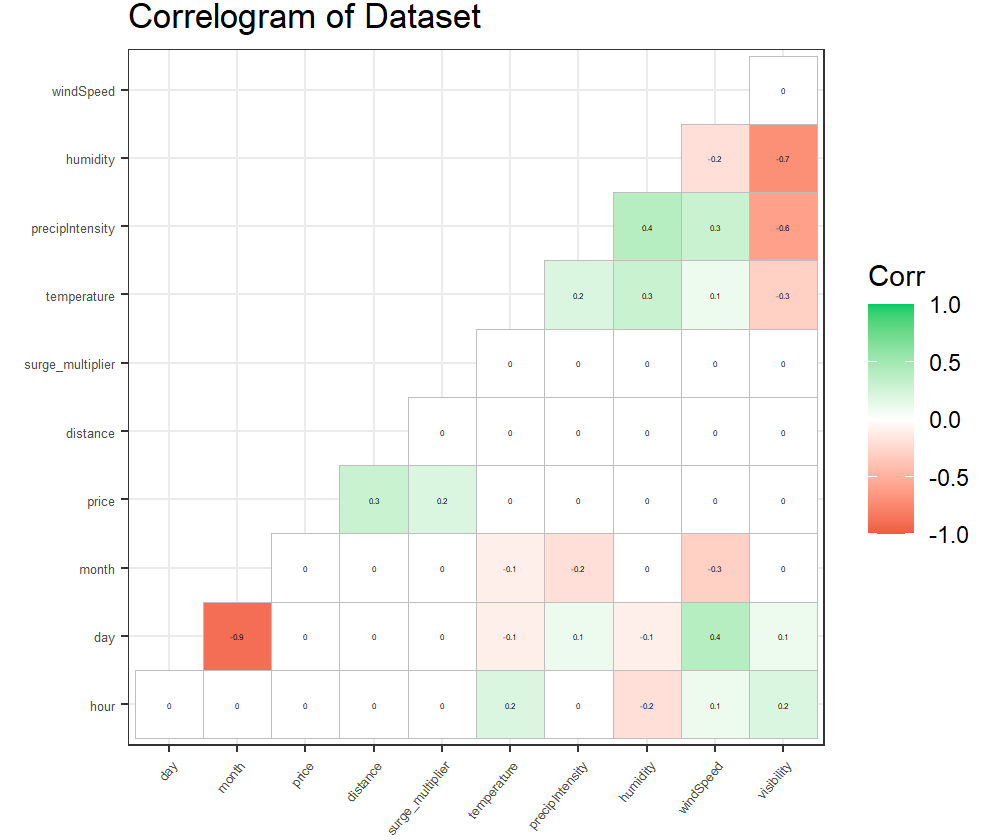 Correlogram of Dataset
windSpeed 0
humidity -0.2 -0.7
precipIntensity 0.4 0.3 -0.6
temperature 0.2 0.3 0.1 -0.3
surge_multiplier 0 0 0 0 0
distance 0 0 0 0 0 0
price 0.3 0.2 0 0 0 0 0
month 0 0 0 -0.1 -0.2 0 -0.3 0
day -0.9 0 0 0 -0.1 0.1 -0.1 0.4 0.1
hour 0 0 0 0 0 0.2 0 -0.2 0.1 0.2
day month price distance surge_multiplier temperature precipIntensity humidity windSpeed visibility
Corr
1.0
0.5
0.0
-0.5
-1.0